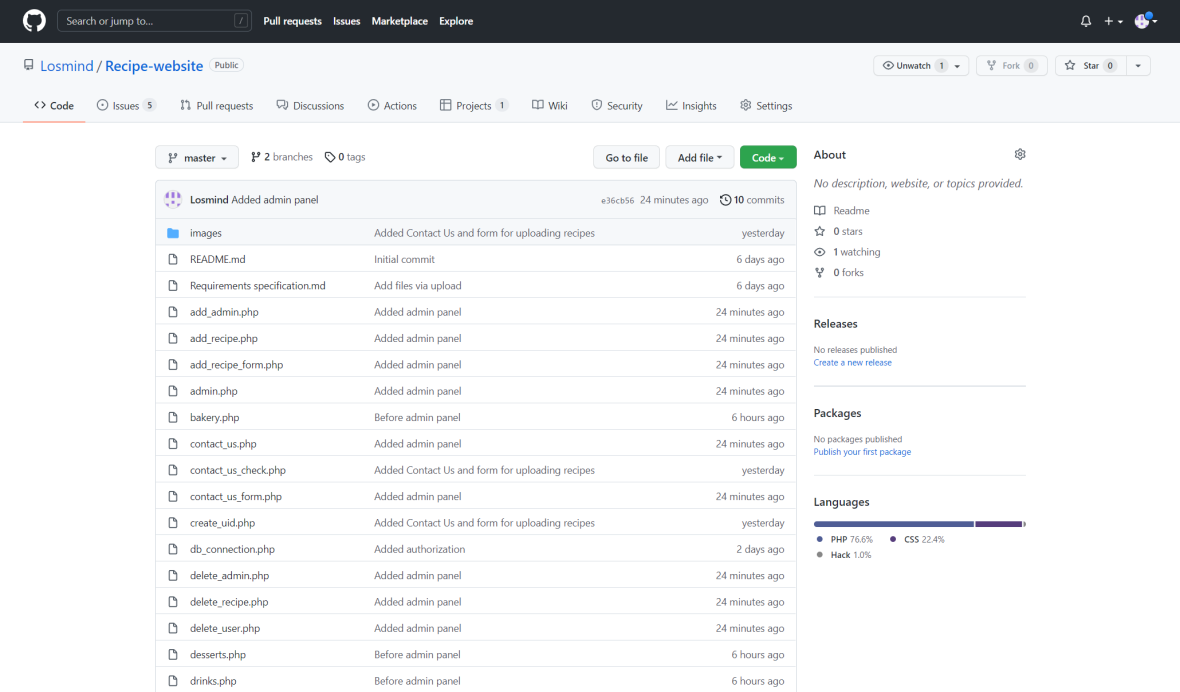 Search or jump to... /
Pull requests Issues Marketplace Explore
Losmind / Recipe-website Public
Unwatch 1 Fork 0 Star 0
Code Issues 5 Pull requests Discussions Actions Projects 1 Wiki Security Insights Settings
master 2 branches 0 tags Go to file Add file Code
Losmind Added admin panel e36cb56 24 minutes ago 10 commits
images Added Contact Us and form for uploading recipes yesterday
README.md Initial commit 6 days ago
Requirements specification.md Add files via upload 6 days ago
add_admin.php Added admin panel 24 minutes ago
add_recipe.php Added admin panel 24 minutes ago
add_recipe_form.php Added admin panel 24 minutes ago
admin.php Added admin panel 24 minutes ago
bakery.php Before admin panel 6 hours ago
contact_us.php Added admin panel 24 minutes ago
contact_us_check.php Added Contact Us and form for uploading recipes yesterday
contact_us_form.php Added admin panel 24 minutes ago
create_uid.php Added Contact Us and form for uploading recipes yesterday
db_connection.php Added authorization 2 days ago
delete_admin.php Added admin panel 24 minutes ago
delete_recipe.php Added admin panel 24 minutes ago
delete_user.php Added admin panel 24 minutes ago
desserts.php Before admin panel 6 hours ago
drinks.php Before admin panel 6 hours ago
About
No description, website, or topics provided.
Readme
0 stars
1 watching
0 forks
Releases
No releases published
Create a new release
Packages
No packages published
Publish your first package
Languages
PHP 76.6% CSS 22.4%
Hack 1.0%